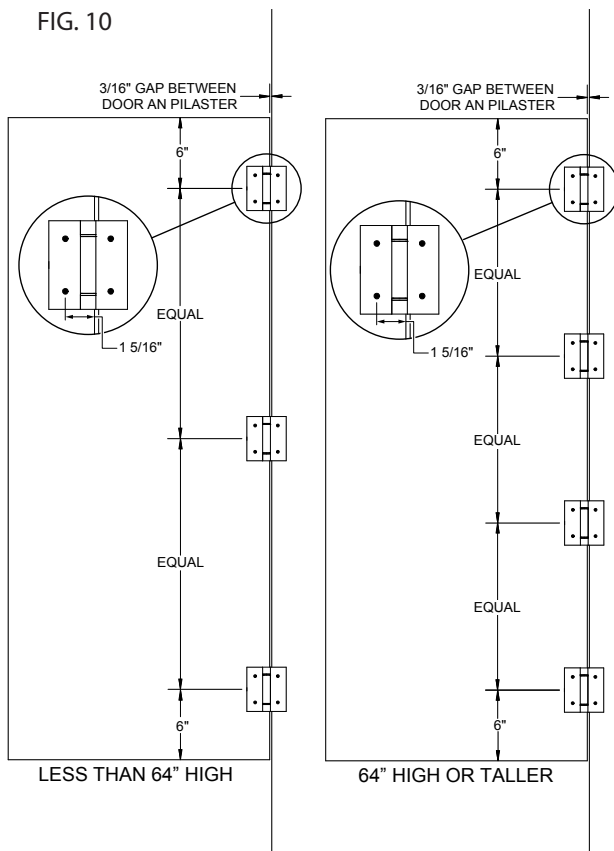 FIG. 10
3/16" GAP BETWEEN
DOOR AN PILASTER
6"
EQUAL
1 5/16"
EQUAL
6"
LESS THAN 64” HIGH
3/16" GAP BETWEEN
DOOR AN PILASTER
6"
EQUAL
1 5/16"
EQUAL
EQUAL
6"
64” HIGH OR TALLER